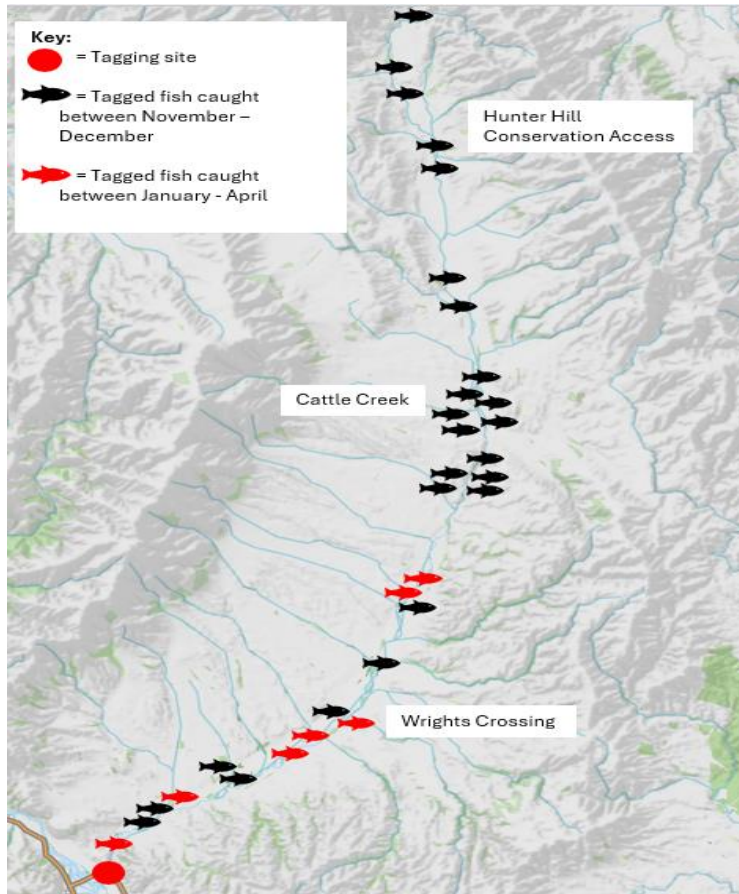 Key:
= Tagging site
= Tagged fish caught
between November –
December
= Tagged fish caught
between January - April
Hunter Hill
Conservation Access
Cattle Creek
Wrights Crossing